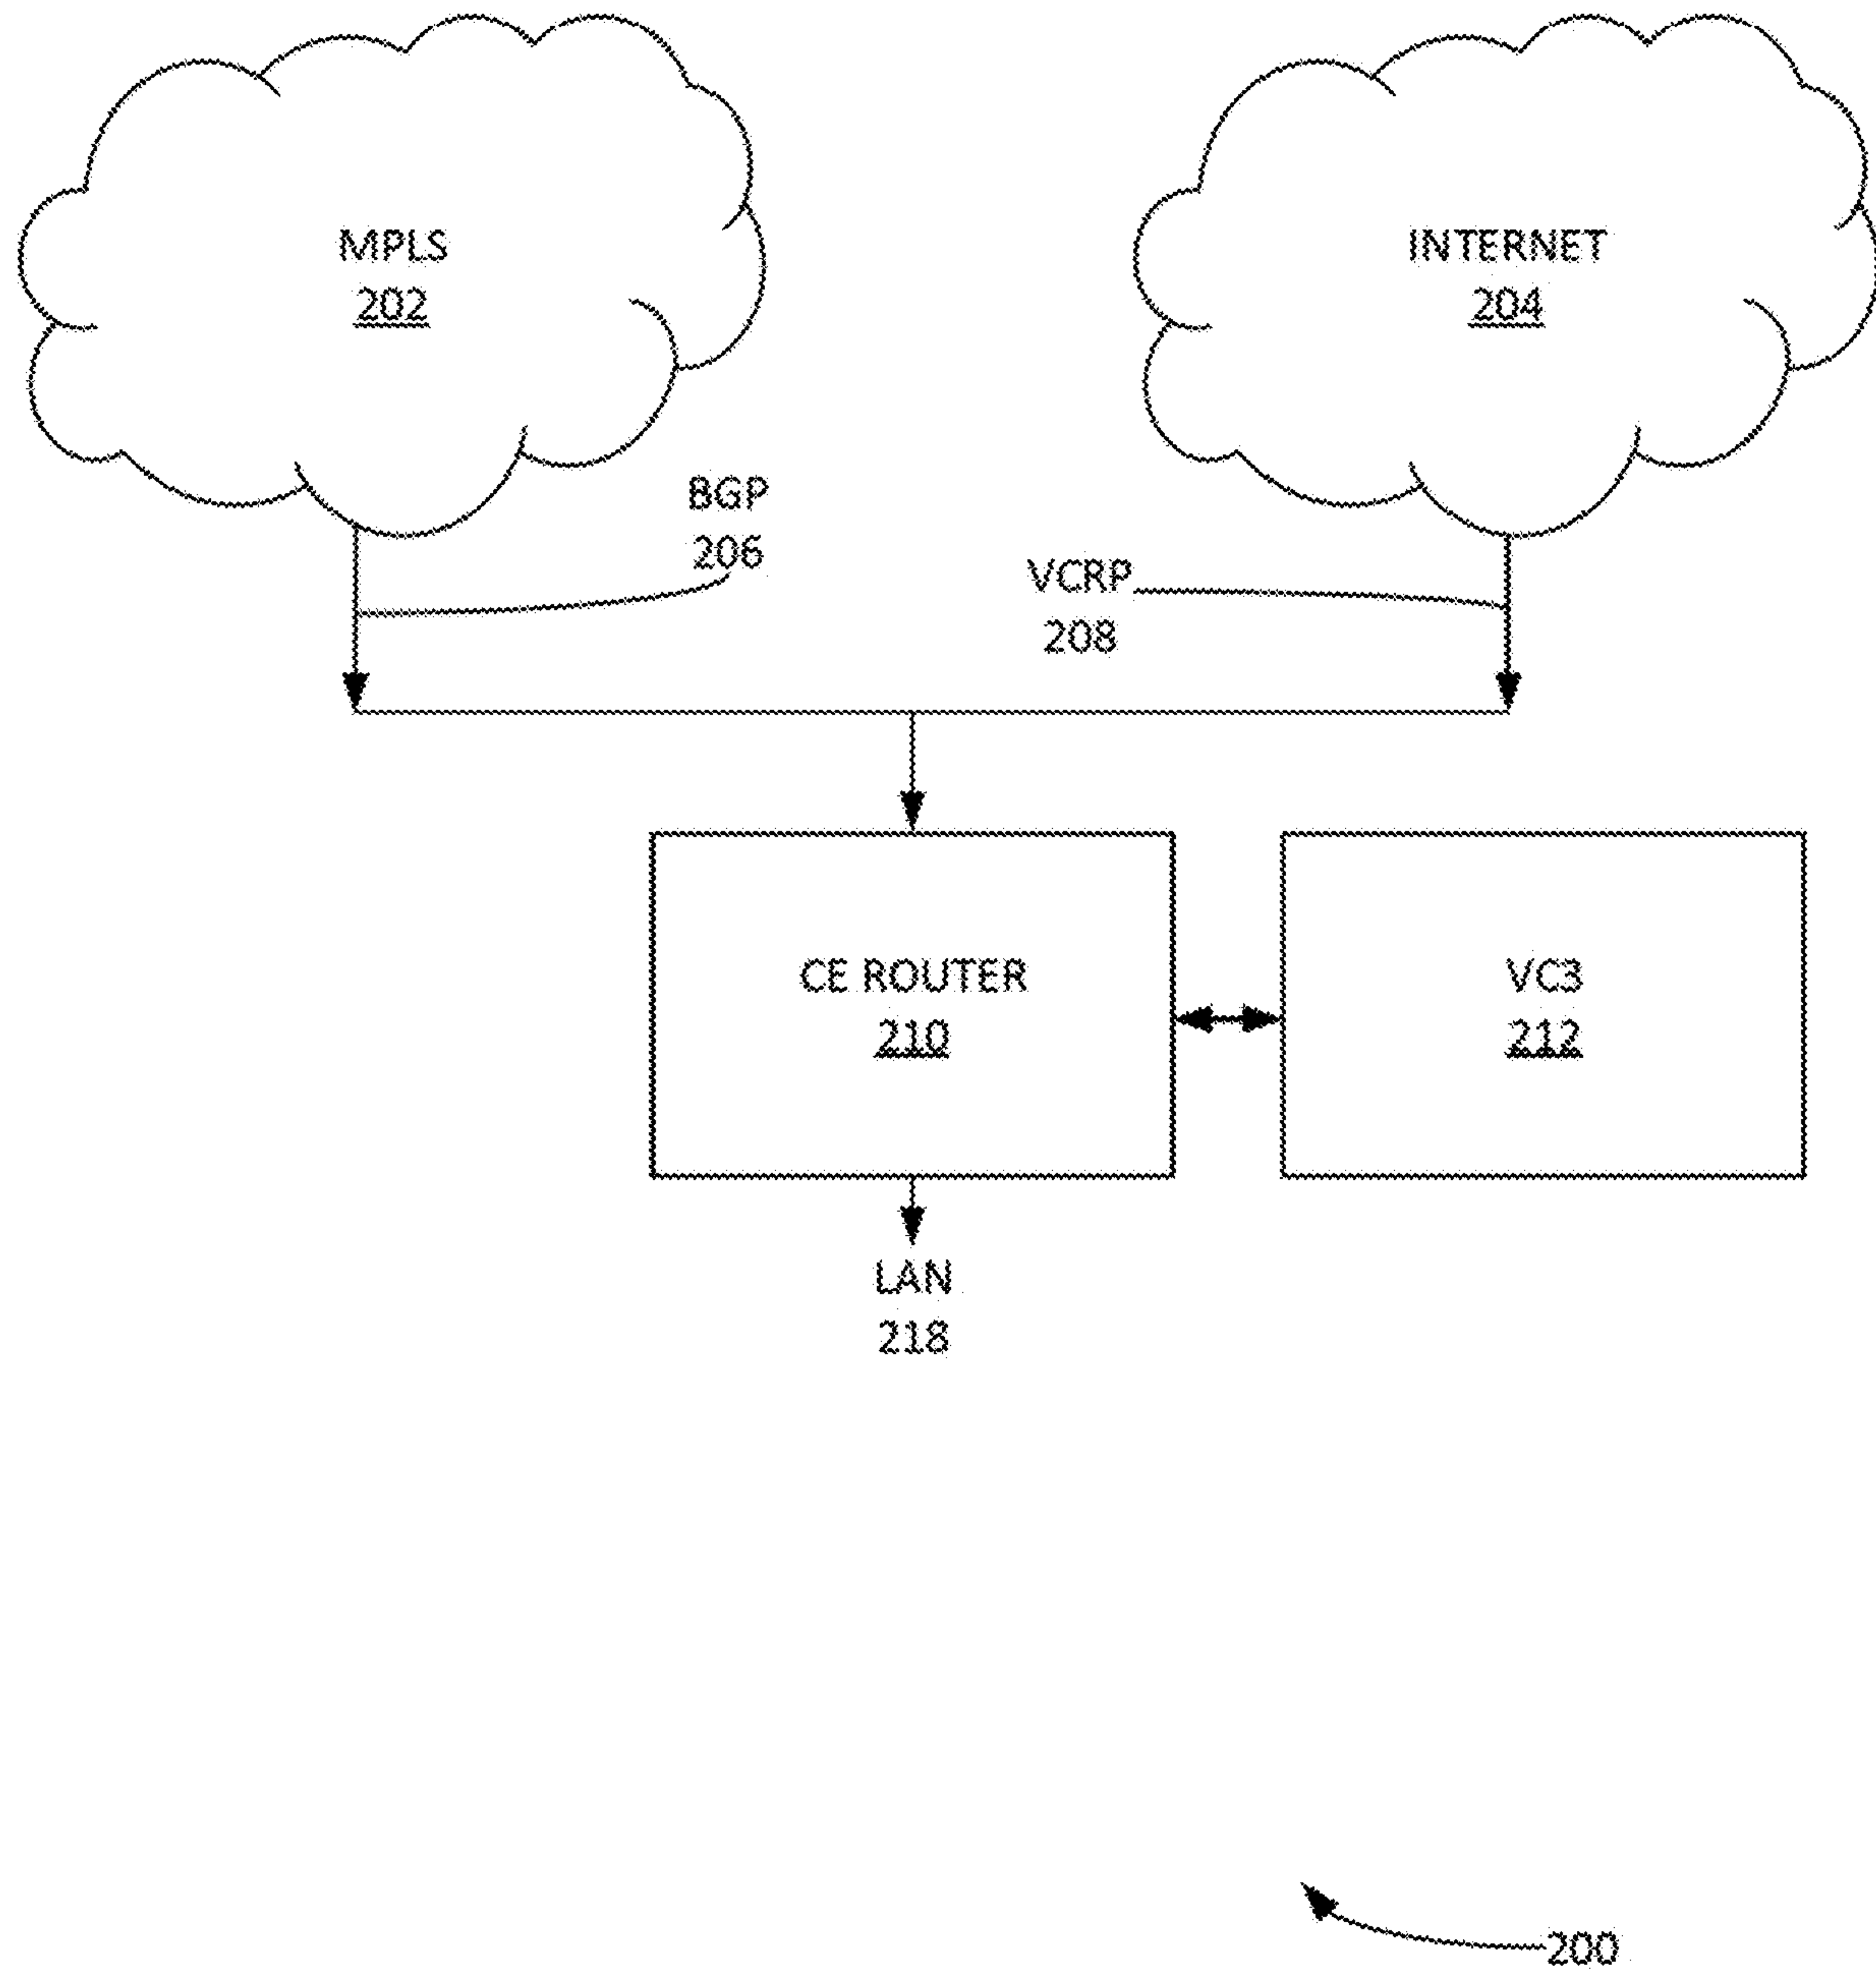 MPLS
202
INTERNET
204
BGP
206
VCRP
208
CE ROUTER
210
VC3
212
LAN
218
200